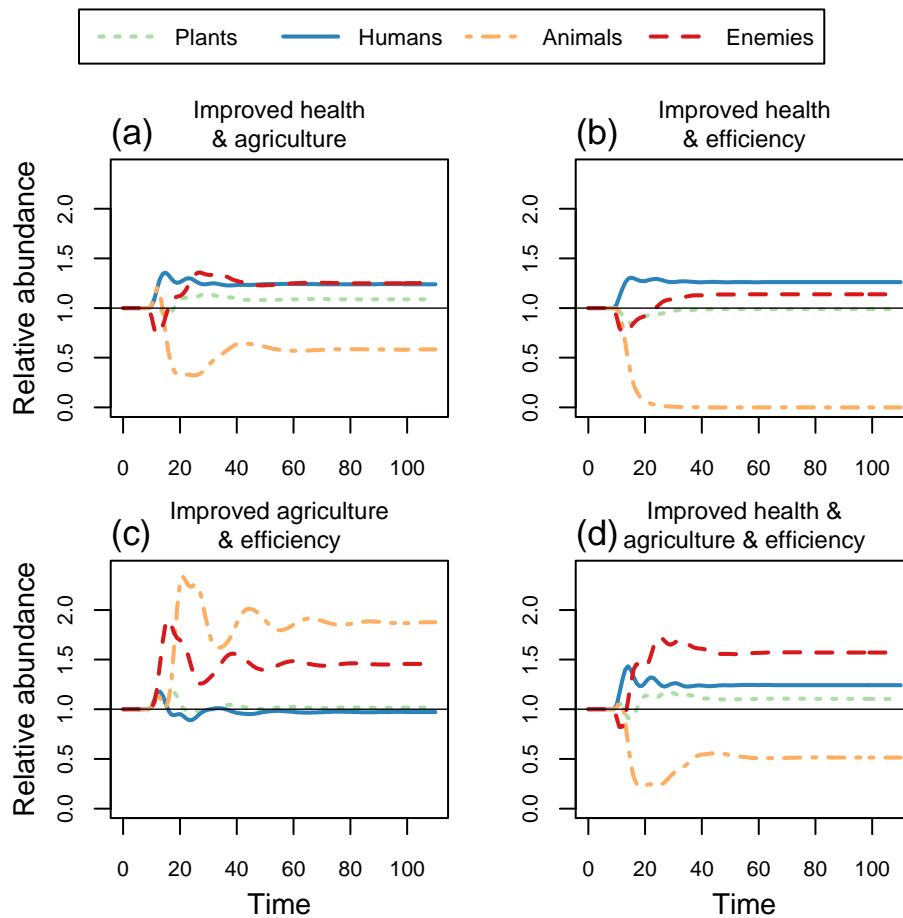 Plants Humans Animals Enemies
(a) Improved health
& agriculture
(b) Improved health
& efficiency
Relative abundance
0.0 0.5 1.0 1.5 2.0
0 20 40 60 80 100
0.0 0.5 1.0 1.5 2.0
0 20 40 60 80 100
(c) Improved agriculture
& efficiency
(d) Improved health &
agriculture & efficiency
Relative abundance
0.0 0.5 1.0 1.5 2.0
0 20 40 60 80 100
Time
0.0 0.5 1.0 1.5 2.0
0 20 40 60 80 100
Time